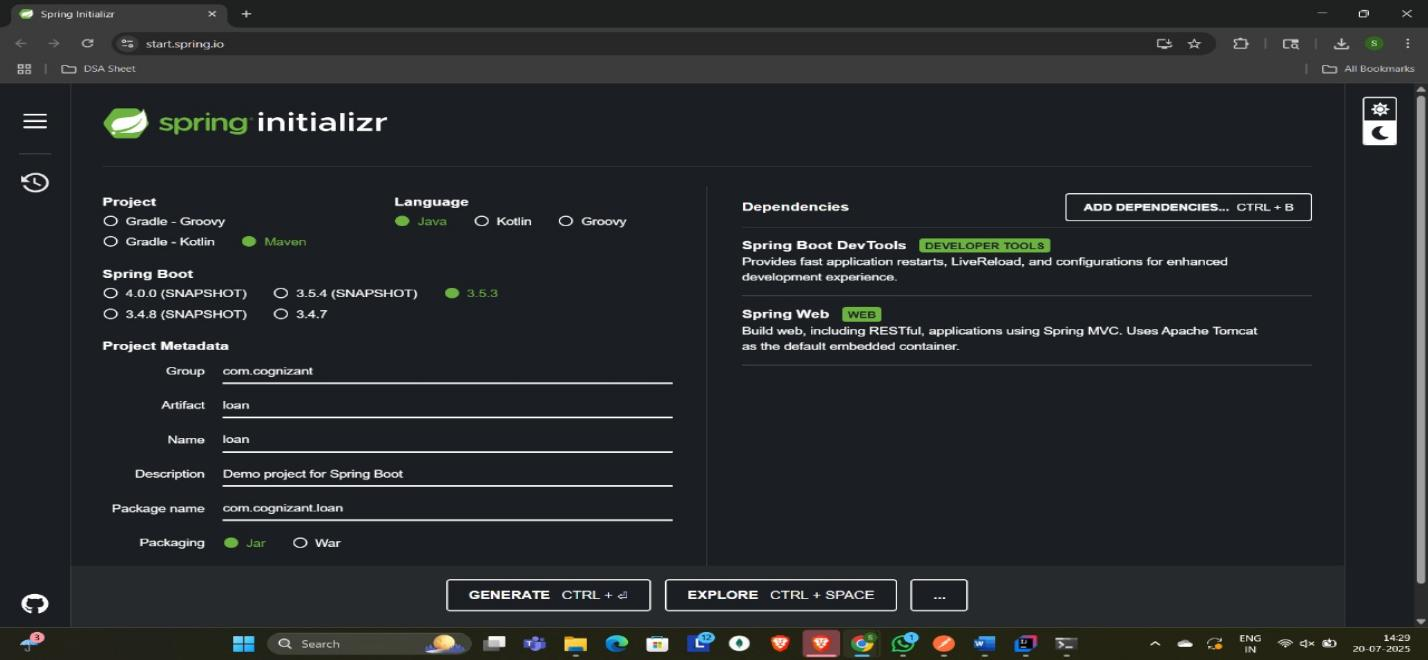 Spring Initializr
start.spring.io
DSA Sheet
All Bookmarks
spring initializr
Project
Gradle - Groovy
Gradle - Kotlin Maven
Language
Java Kotlin Groovy
Spring Boot
4.0.0 (SNAPSHOT) 3.5.4 (SNAPSHOT) 3.5.3
3.4.8 (SNAPSHOT) 3.4.7
Project Metadata
Group com.cognizant
Artifact loan
Name loan
Description Demo project for Spring Boot
Package name com.cognizant.loan
Packaging Jar War
Dependencies
ADD DEPENDENCIES... CTRL + B
Spring Boot DevTools DEVELOPER TOOLS
Provides fast application restarts, LiveReload, and configurations for enhanced
development experience.
Spring Web WEB
Build web, including RESTful, applications using Spring MVC. Uses Apache Tomcat
as the default embedded container.
GENERATE CTRL + ⏎
EXPLORE CTRL + SPACE
...
3
Search
12
1
ENG
IN
14:29
20-07-2025